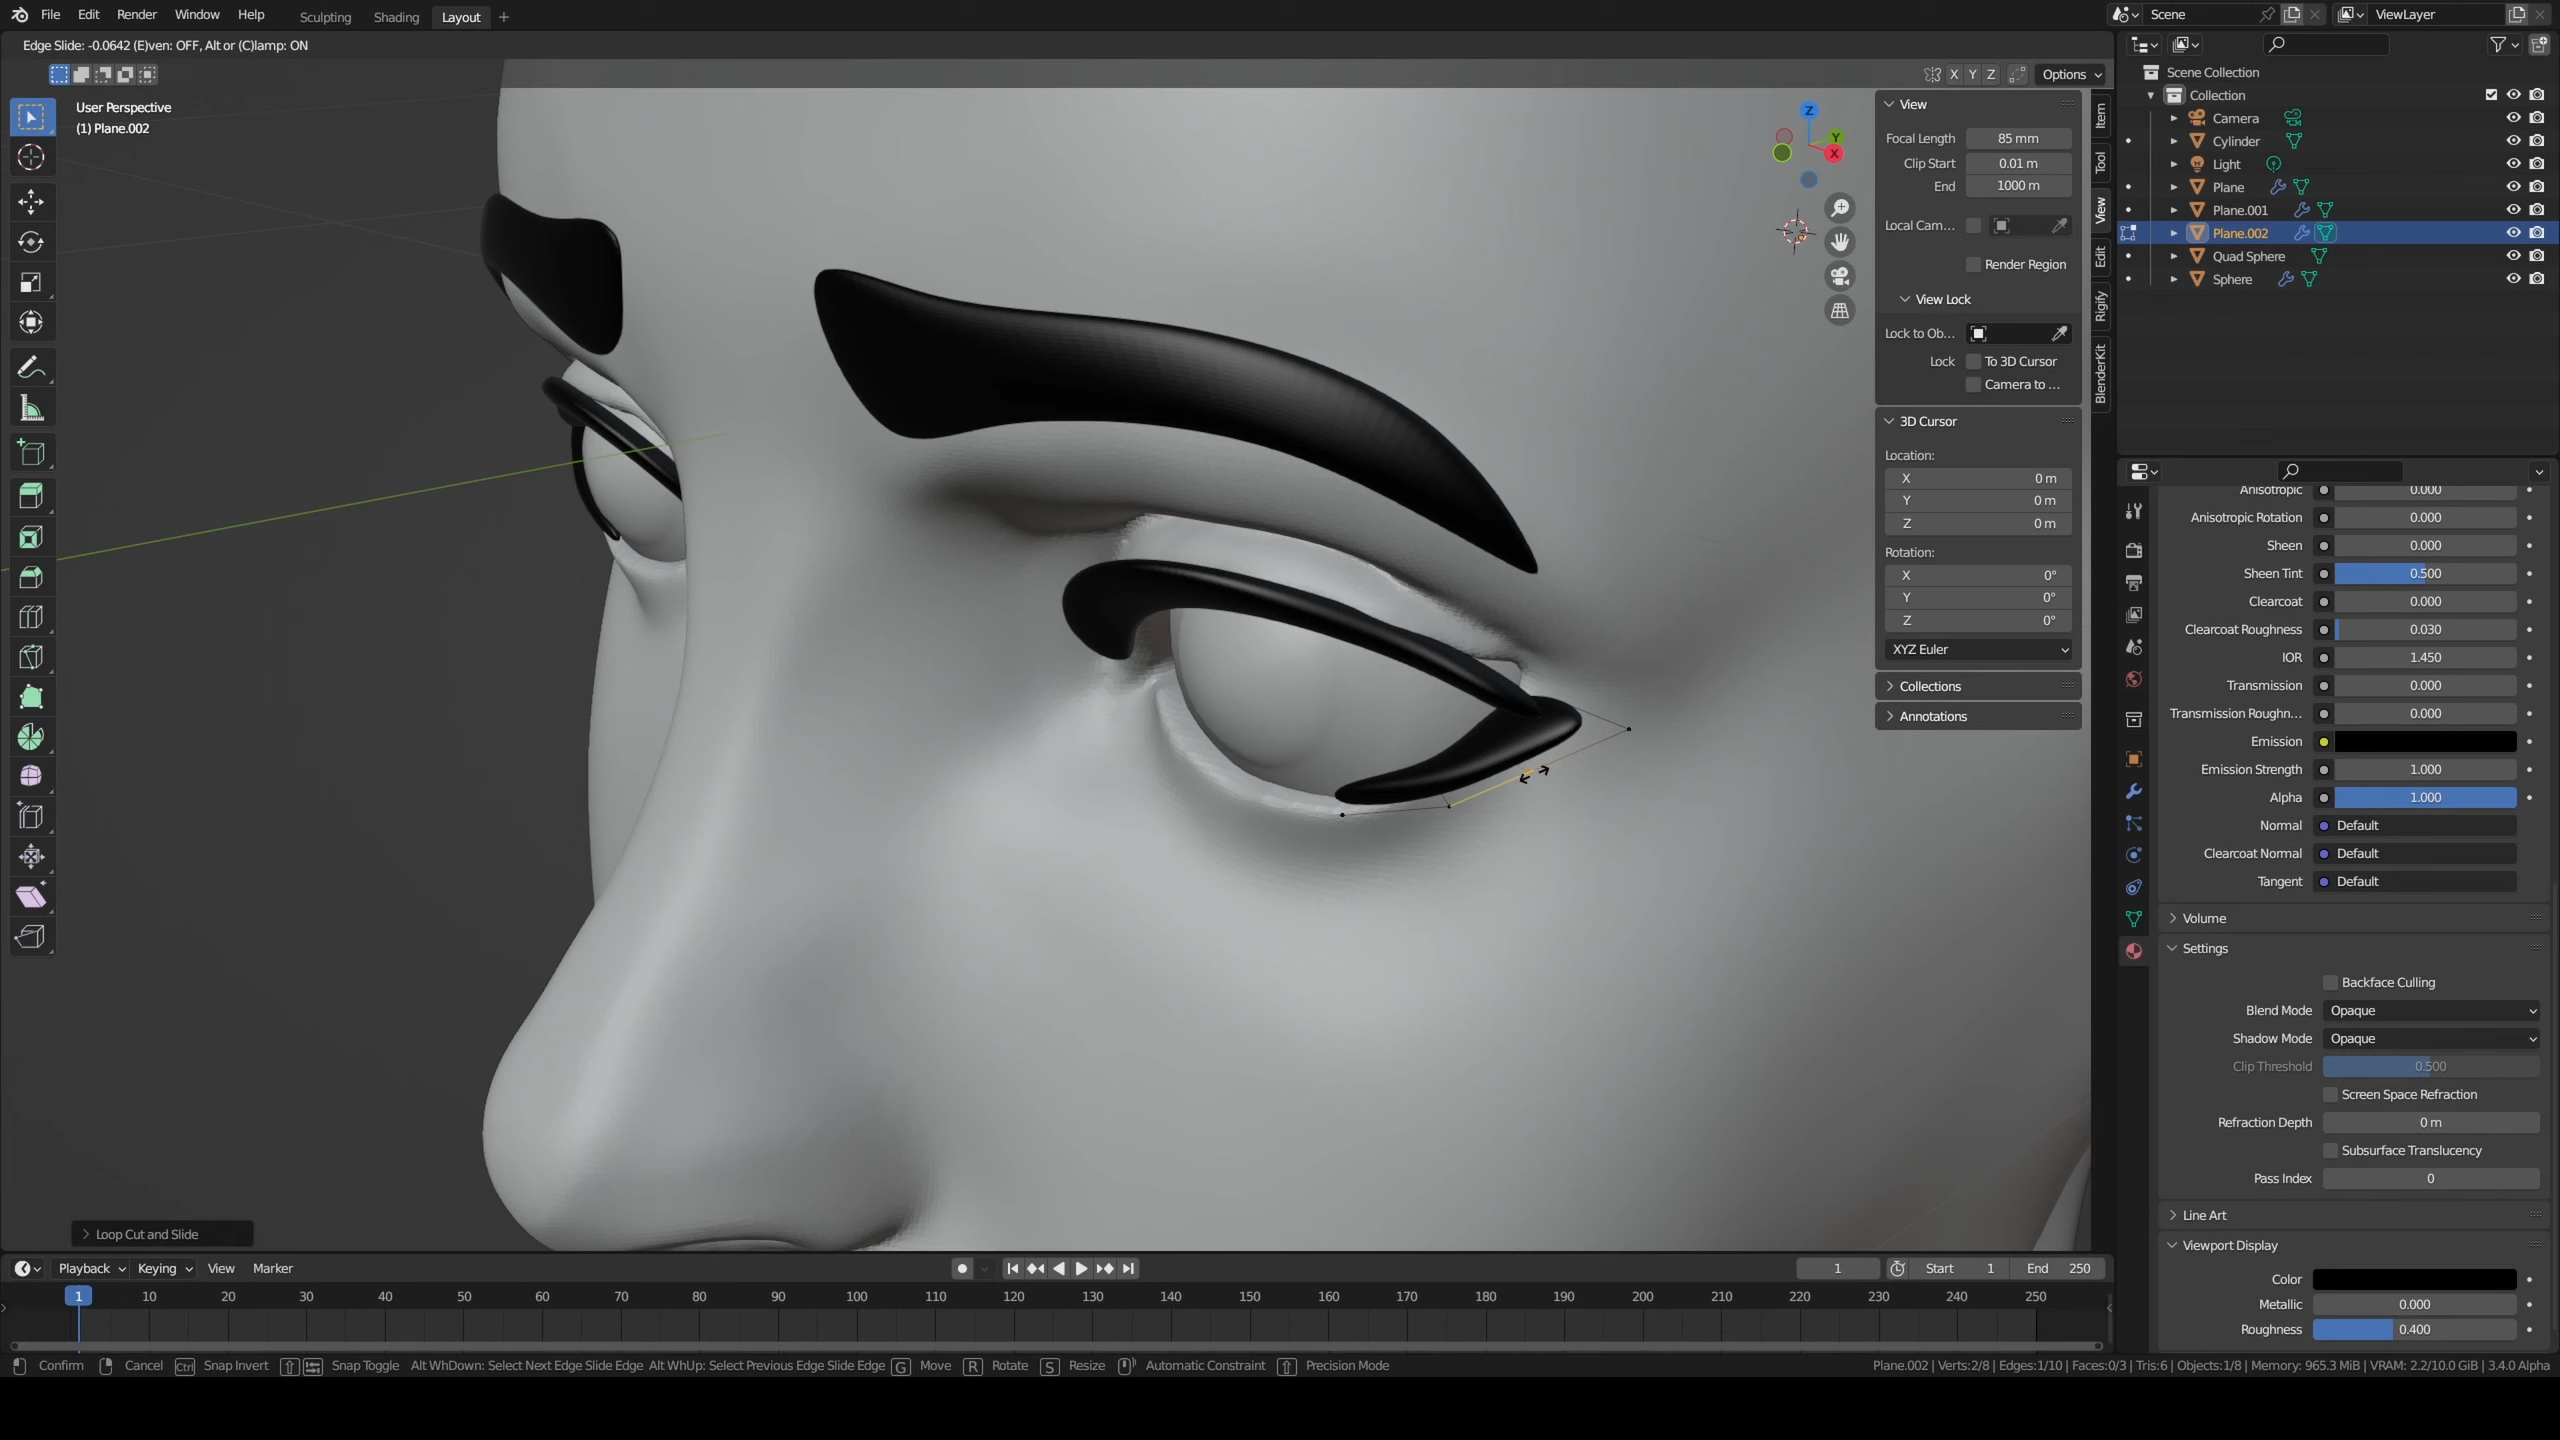 File Edit Render Window Help Sculpting Shading Layout Scene ViewLayer
Edge Slide: -0.0642 (E)ven: OFF, Alt or (C)lamp: ON
X Y Z Options
User Perspective
(1) Plane.002
Z
Y
X
View
Focal Length 85 mm
Clip Start 0.01 m
End 1000 m
Local Cam...
Render Region
View Lock
Lock to Ob...
Lock To 3D Cursor
Camera to ...
3D Cursor
Location:
X 0 m
Y 0 m
Z 0 m
Rotation:
X 0°
Y 0°
Z 0°
XYZ Euler
Collections
Annotations
Item
Tool
View
Edit
Rigify
BlenderKit
Scene Collection
Collection
Camera
Cylinder
Light
Plane
Plane.001
Plane.002
Quad Sphere
Sphere
Anisotropic 0.000
Anisotropic Rotation 0.000
Sheen 0.000
Sheen Tint 0.500
Clearcoat 0.000
Clearcoat Roughness 0.030
IOR 1.450
Transmission 0.000
Transmission Roughn... 0.000
Emission
Emission Strength 1.000
Alpha 1.000
Normal Default
Clearcoat Normal Default
Tangent Default
Volume
Settings
Backface Culling
Blend Mode Opaque
Shadow Mode Opaque
Clip Threshold 0.500
Screen Space Refraction
Refraction Depth 0 m
Subsurface Translucency
Pass Index 0
Line Art
Viewport Display
Color
Metallic 0.000
Roughness 0.400
Loop Cut and Slide
Playback Keying View Marker 1 Start 1 End 250
1 10 20 30 40 50 60 70 80 90 100 110 120 130 140 150 160 170 180 190 200 210 220 230 240 250
Confirm Cancel Ctrl Snap Invert Snap Toggle Alt WhDown: Select Next Edge Slide Edge Alt WhUp: Select Previous Edge Slide Edge G Move R Rotate S Resize Automatic Constraint Precision Mode Plane.002 | Verts:2/8 | Edges:1/10 | Faces:0/3 | Tris:6 | Objects:1/8 | Memory: 965.3 MiB | VRAM: 2.2/10.0 GiB | 3.4.0 Alpha